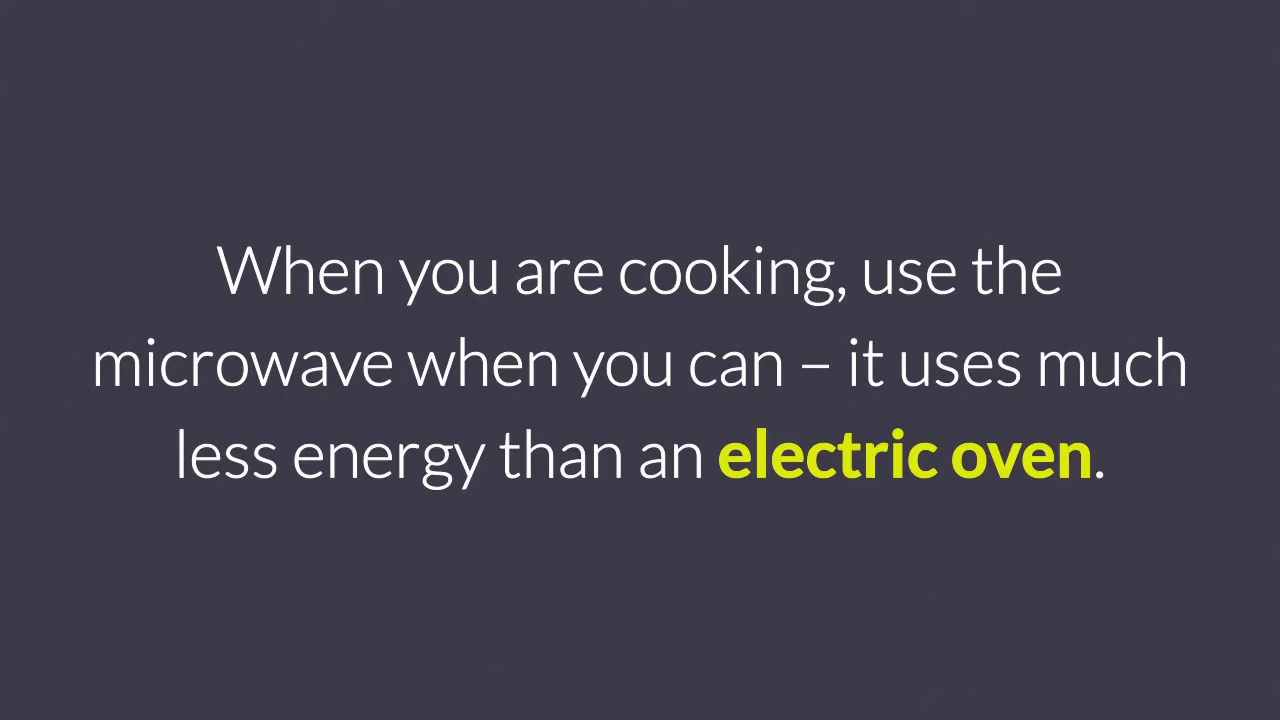 When you are cooking, use the
microwave when you can – it uses much
less energy than an electric oven.